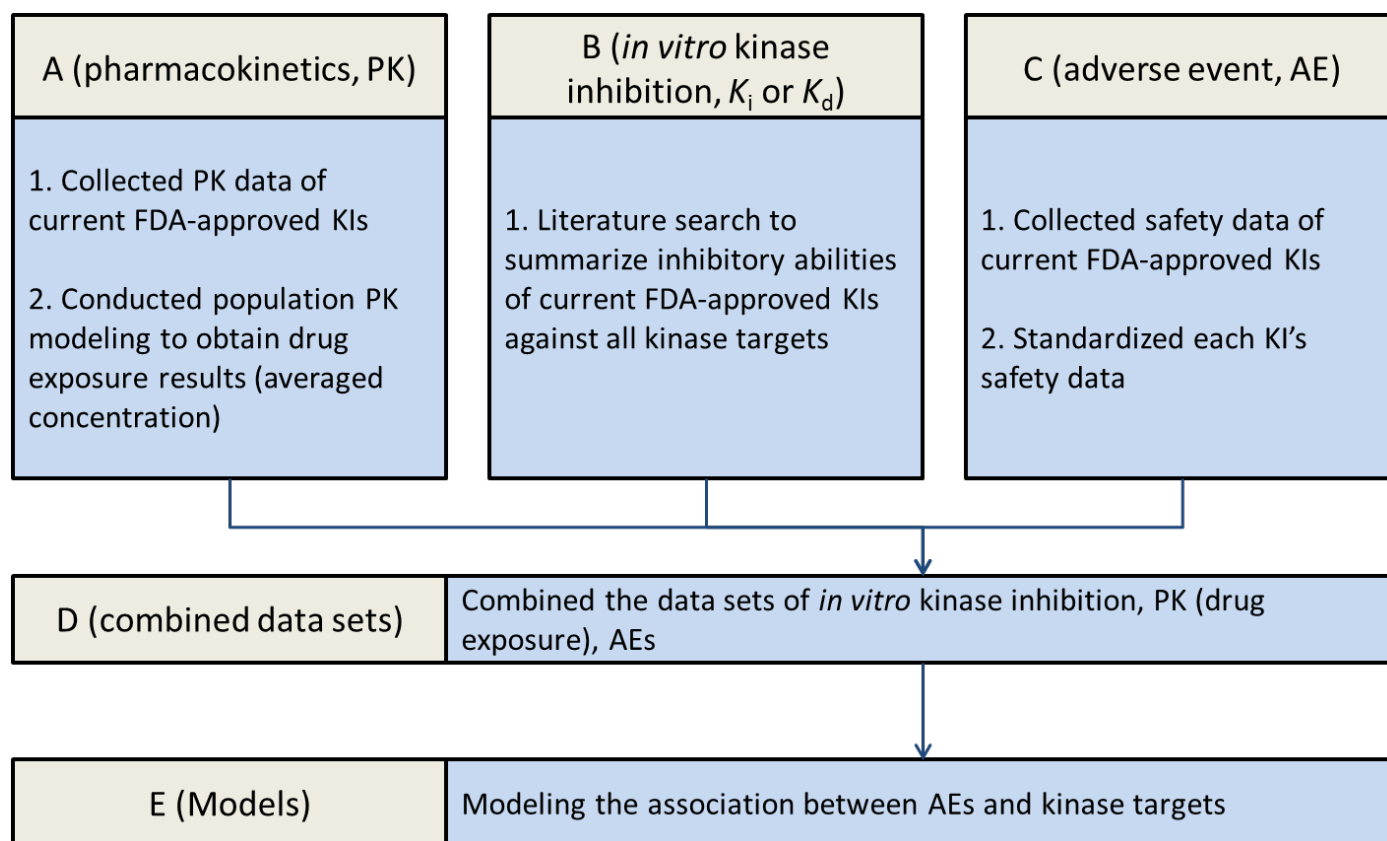 A (pharmacokinetics, PK)
1. Collected PK data of
current FDA-approved KIs
2. Conducted population PK
modeling to obtain drug
exposure results (averaged
concentration)
B (in vitro kinase
inhibition, Ki or Kd)
1. Literature search to
summarize inhibitory abilities
of current FDA-approved KIs
against all kinase targets
C (adverse event, AE)
1. Collected safety data of
current FDA-approved KIs
2. Standardized each KI’s
safety data
D (combined data sets)
Combined the data sets of in vitro kinase inhibition, PK (drug
exposure), AEs
E (Models)
Modeling the association between AEs and kinase targets